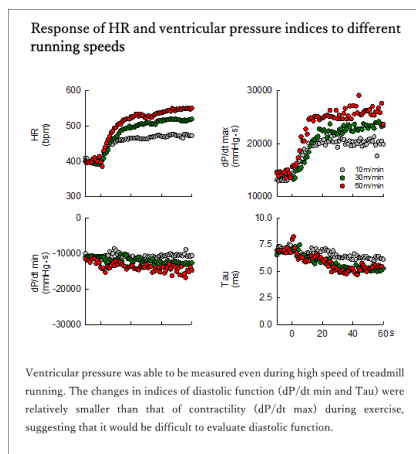 Response of HR and ventricular pressure indices to different
running speeds
600
500
400
300
HR
(bpm)
30000
20000
10000
dP/dt max
(mmHg·s)
10m/min
30m/min
50m/min
0
-10000
-20000
-30000
dP/dt min
(mmHg·s)
10.0
7.5
5.0
2.5
0.0
Tau
(ms)
0
20
40
60 s
Ventricular pressure was able to be measured even during high speed of treadmill
running. The changes in indices of diastolic function (dP/dt min and Tau) were
relatively smaller than that of contractility (dP/dt max) during exercise,
suggesting that it would be difficult to evaluate diastolic function.